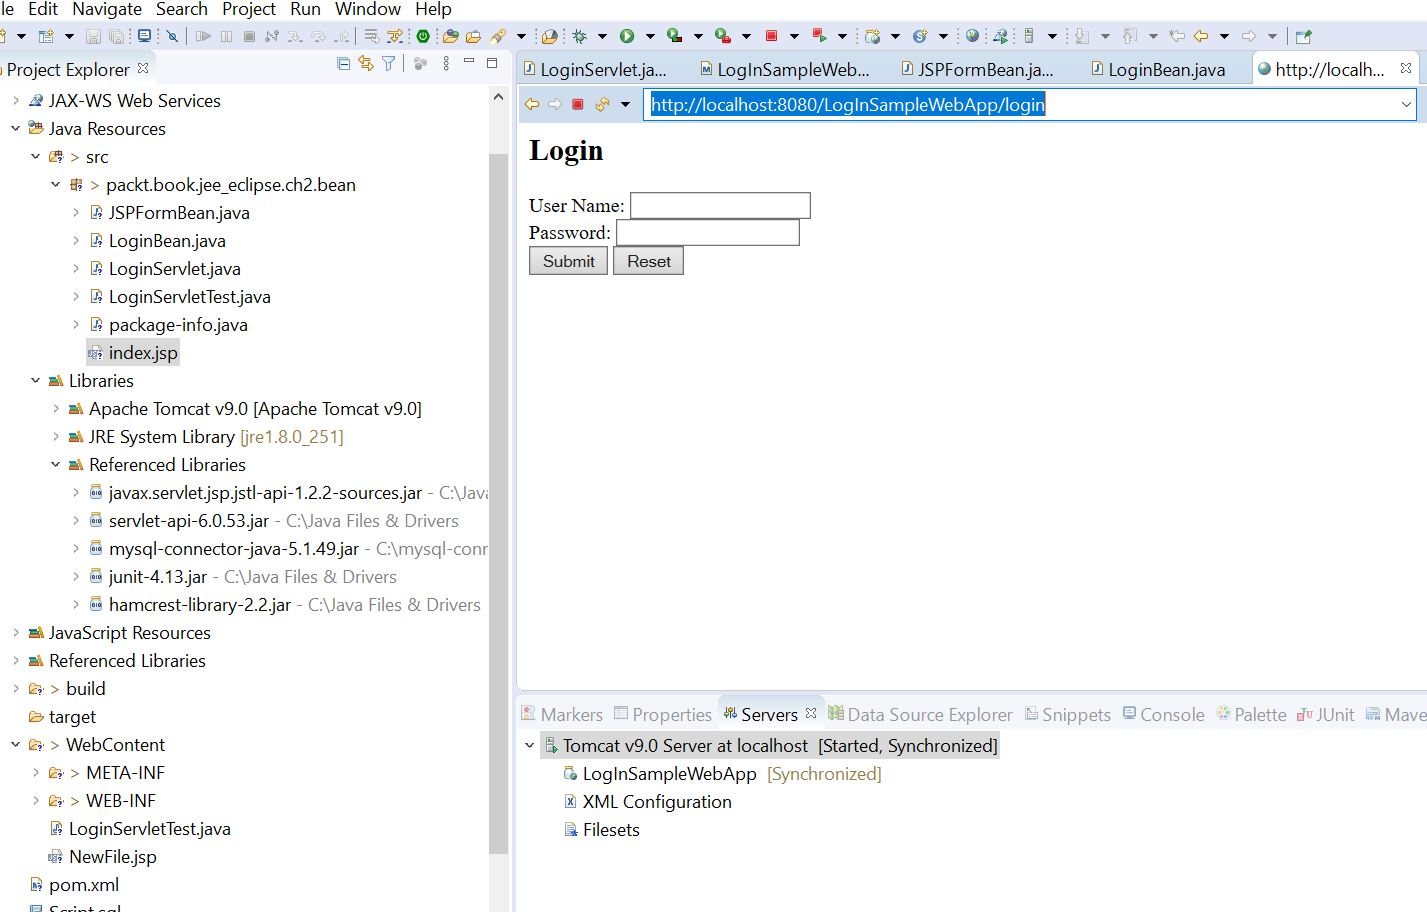 le Edit Navigate Search Project Run Window Help
Project Explorer
JAX-WS Web Services
Java Resources
> src
> packt.book.jee_eclipse.ch2.bean
JSPFormBean.java
LoginBean.java
LoginServlet.java
LoginServletTest.java
package-info.java
index.jsp
Libraries
Apache Tomcat v9.0 [Apache Tomcat v9.0]
JRE System Library [jre1.8.0_251]
Referenced Libraries
javax.servlet.jsp.jstl-api-1.2.2-sources.jar - C:\Java
servlet-api-6.0.53.jar - C:\Java Files & Drivers
mysql-connector-java-5.1.49.jar - C:\mysql-conn
junit-4.13.jar - C:\Java Files & Drivers
hamcrest-library-2.2.jar - C:\Java Files & Drivers
JavaScript Resources
Referenced Libraries
> build
target
> WebContent
> META-INF
> WEB-INF
LoginServletTest.java
NewFile.jsp
pom.xml
Script.sql
LoginServlet.ja... LogInSampleWeb... JSPFormBean.ja... LoginBean.java http://localh...
http://localhost:8080/LogInSampleWebApp/login
Login
User Name:
Password:
Submit Reset
Markers Properties Servers Data Source Explorer Snippets Console Palette JUnit Mave
Tomcat v9.0 Server at localhost [Started, Synchronized]
LogInSampleWebApp [Synchronized]
XML Configuration
Filesets